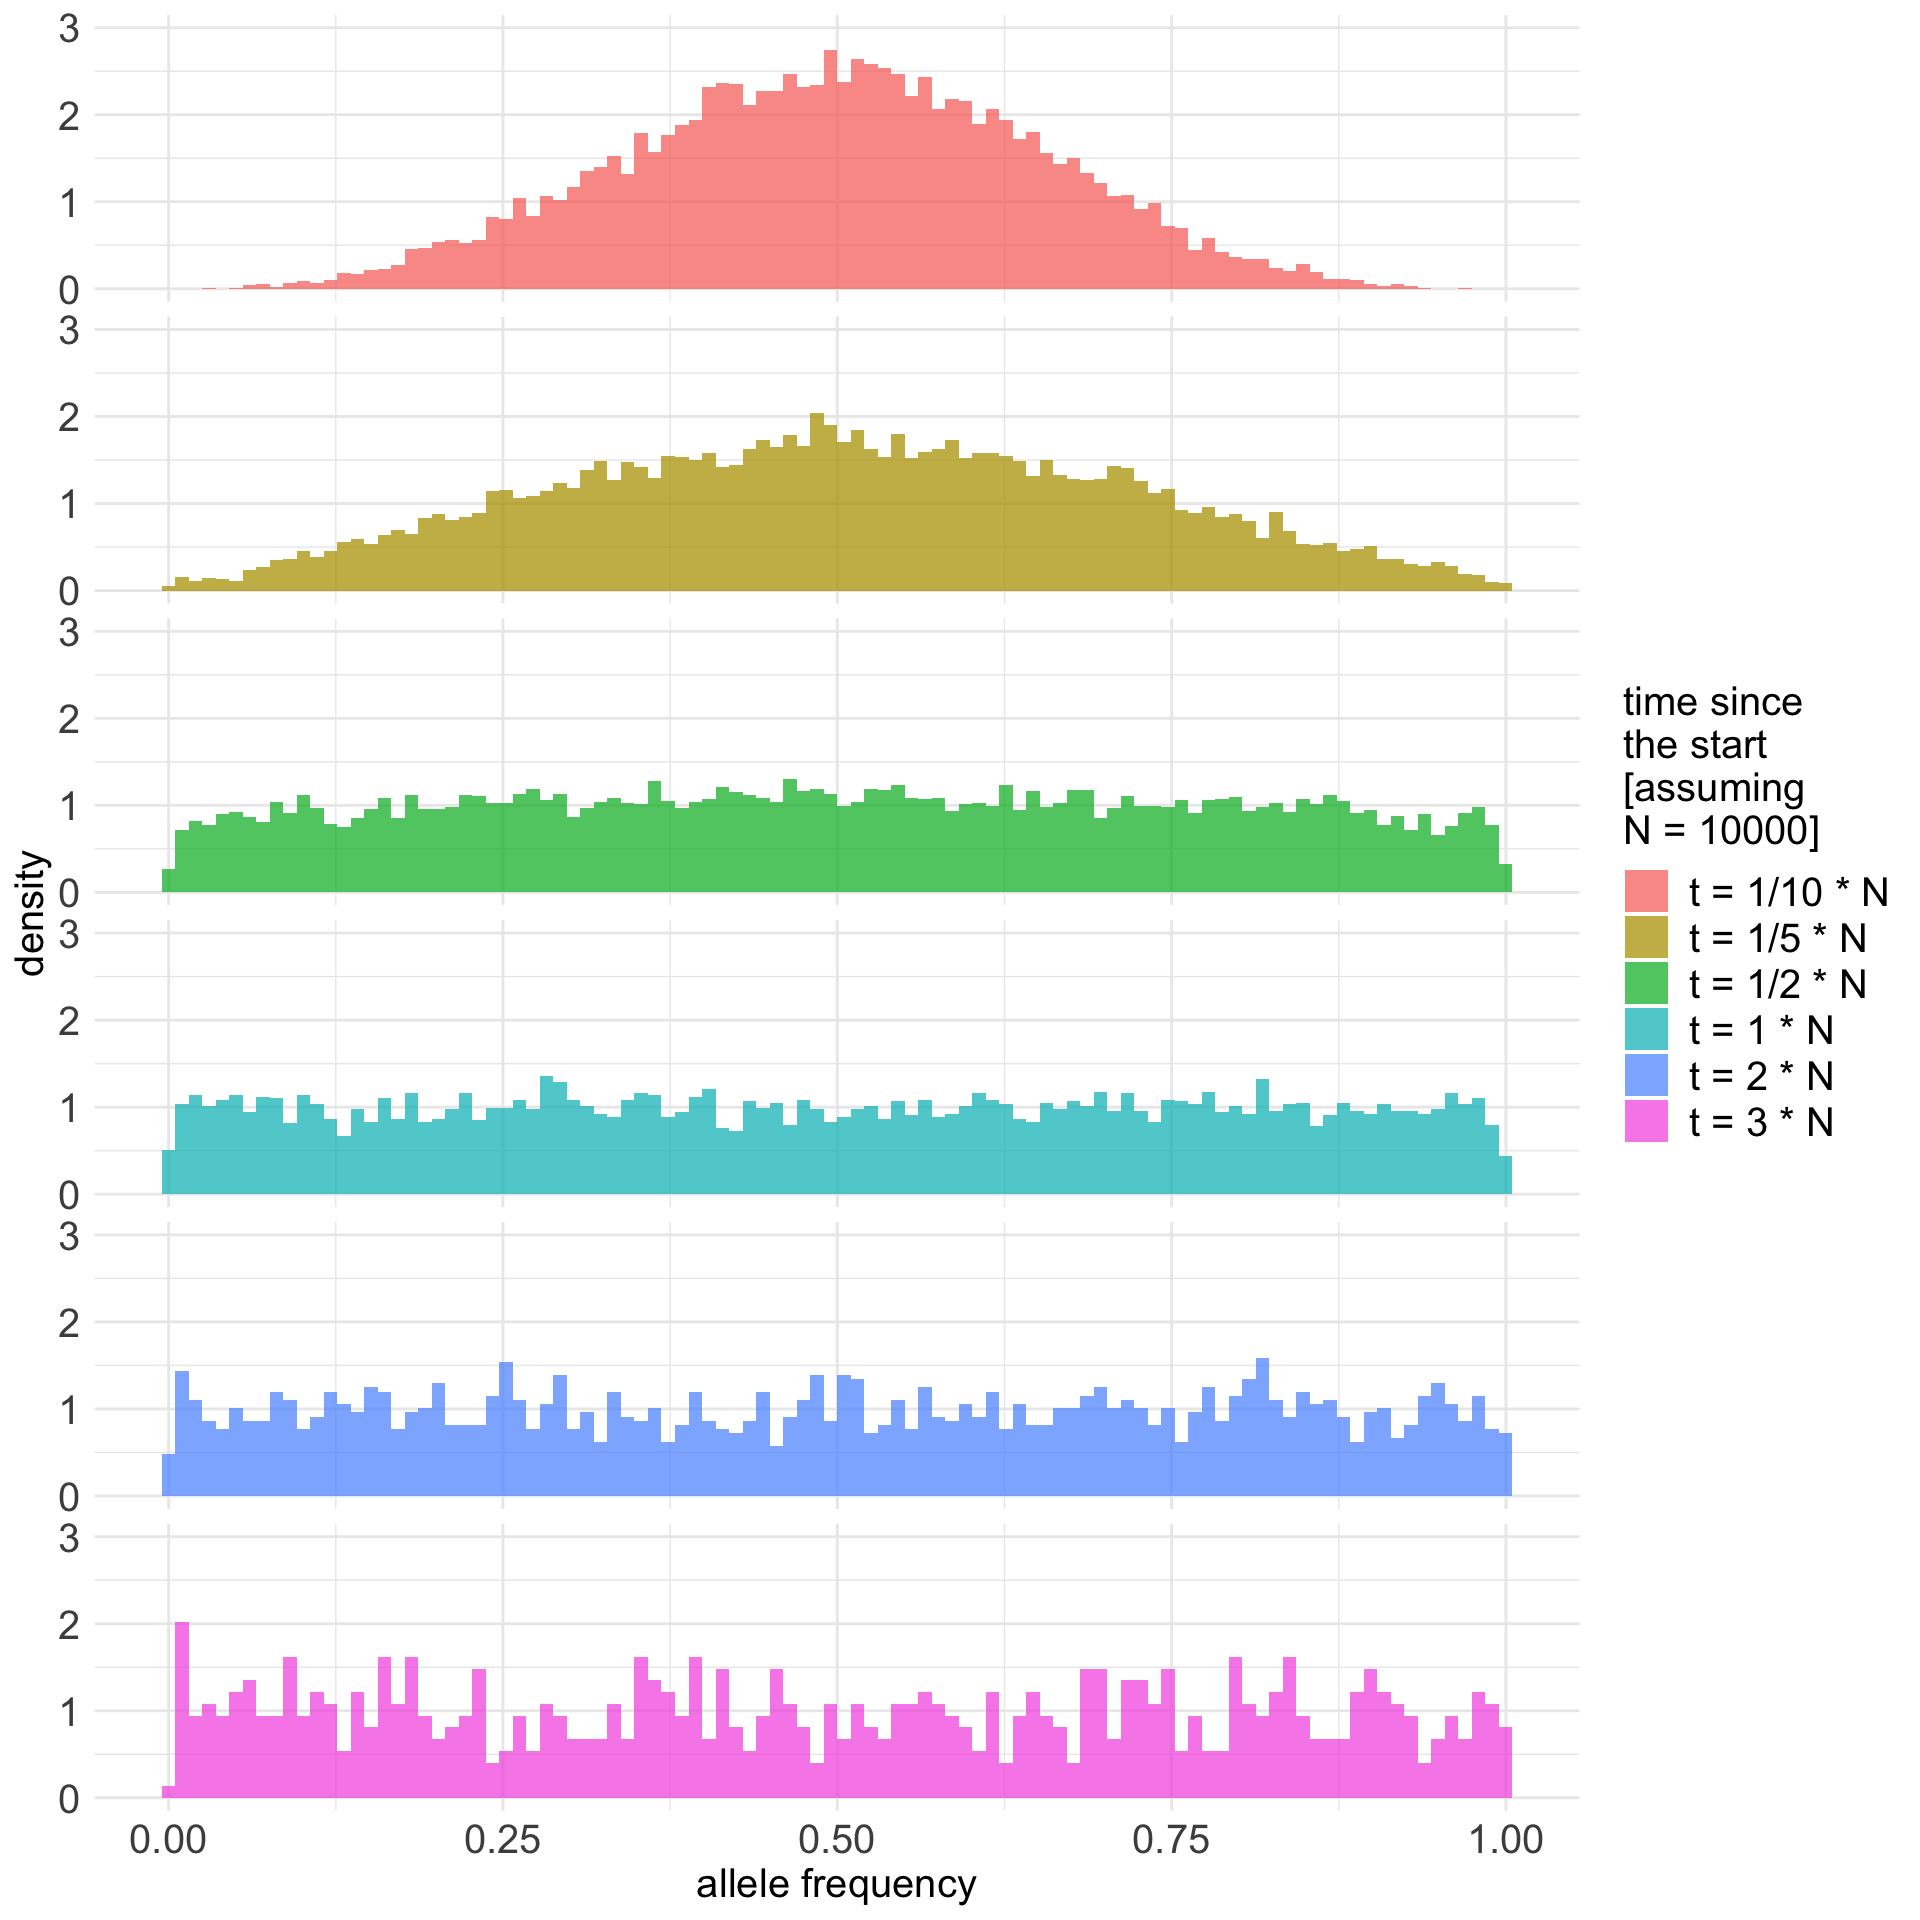 3
2
1
0
3
2
1
0
3
2
1
0
3
2
1
0
3
2
1
0
3
2
1
0
density
0.00 0.25 0.50 0.75 1.00
allele frequency
time since
the start
[assuming
N = 10000]
t = 1/10 * N
t = 1/5 * N
t = 1/2 * N
t = 1 * N
t = 2 * N
t = 3 * N